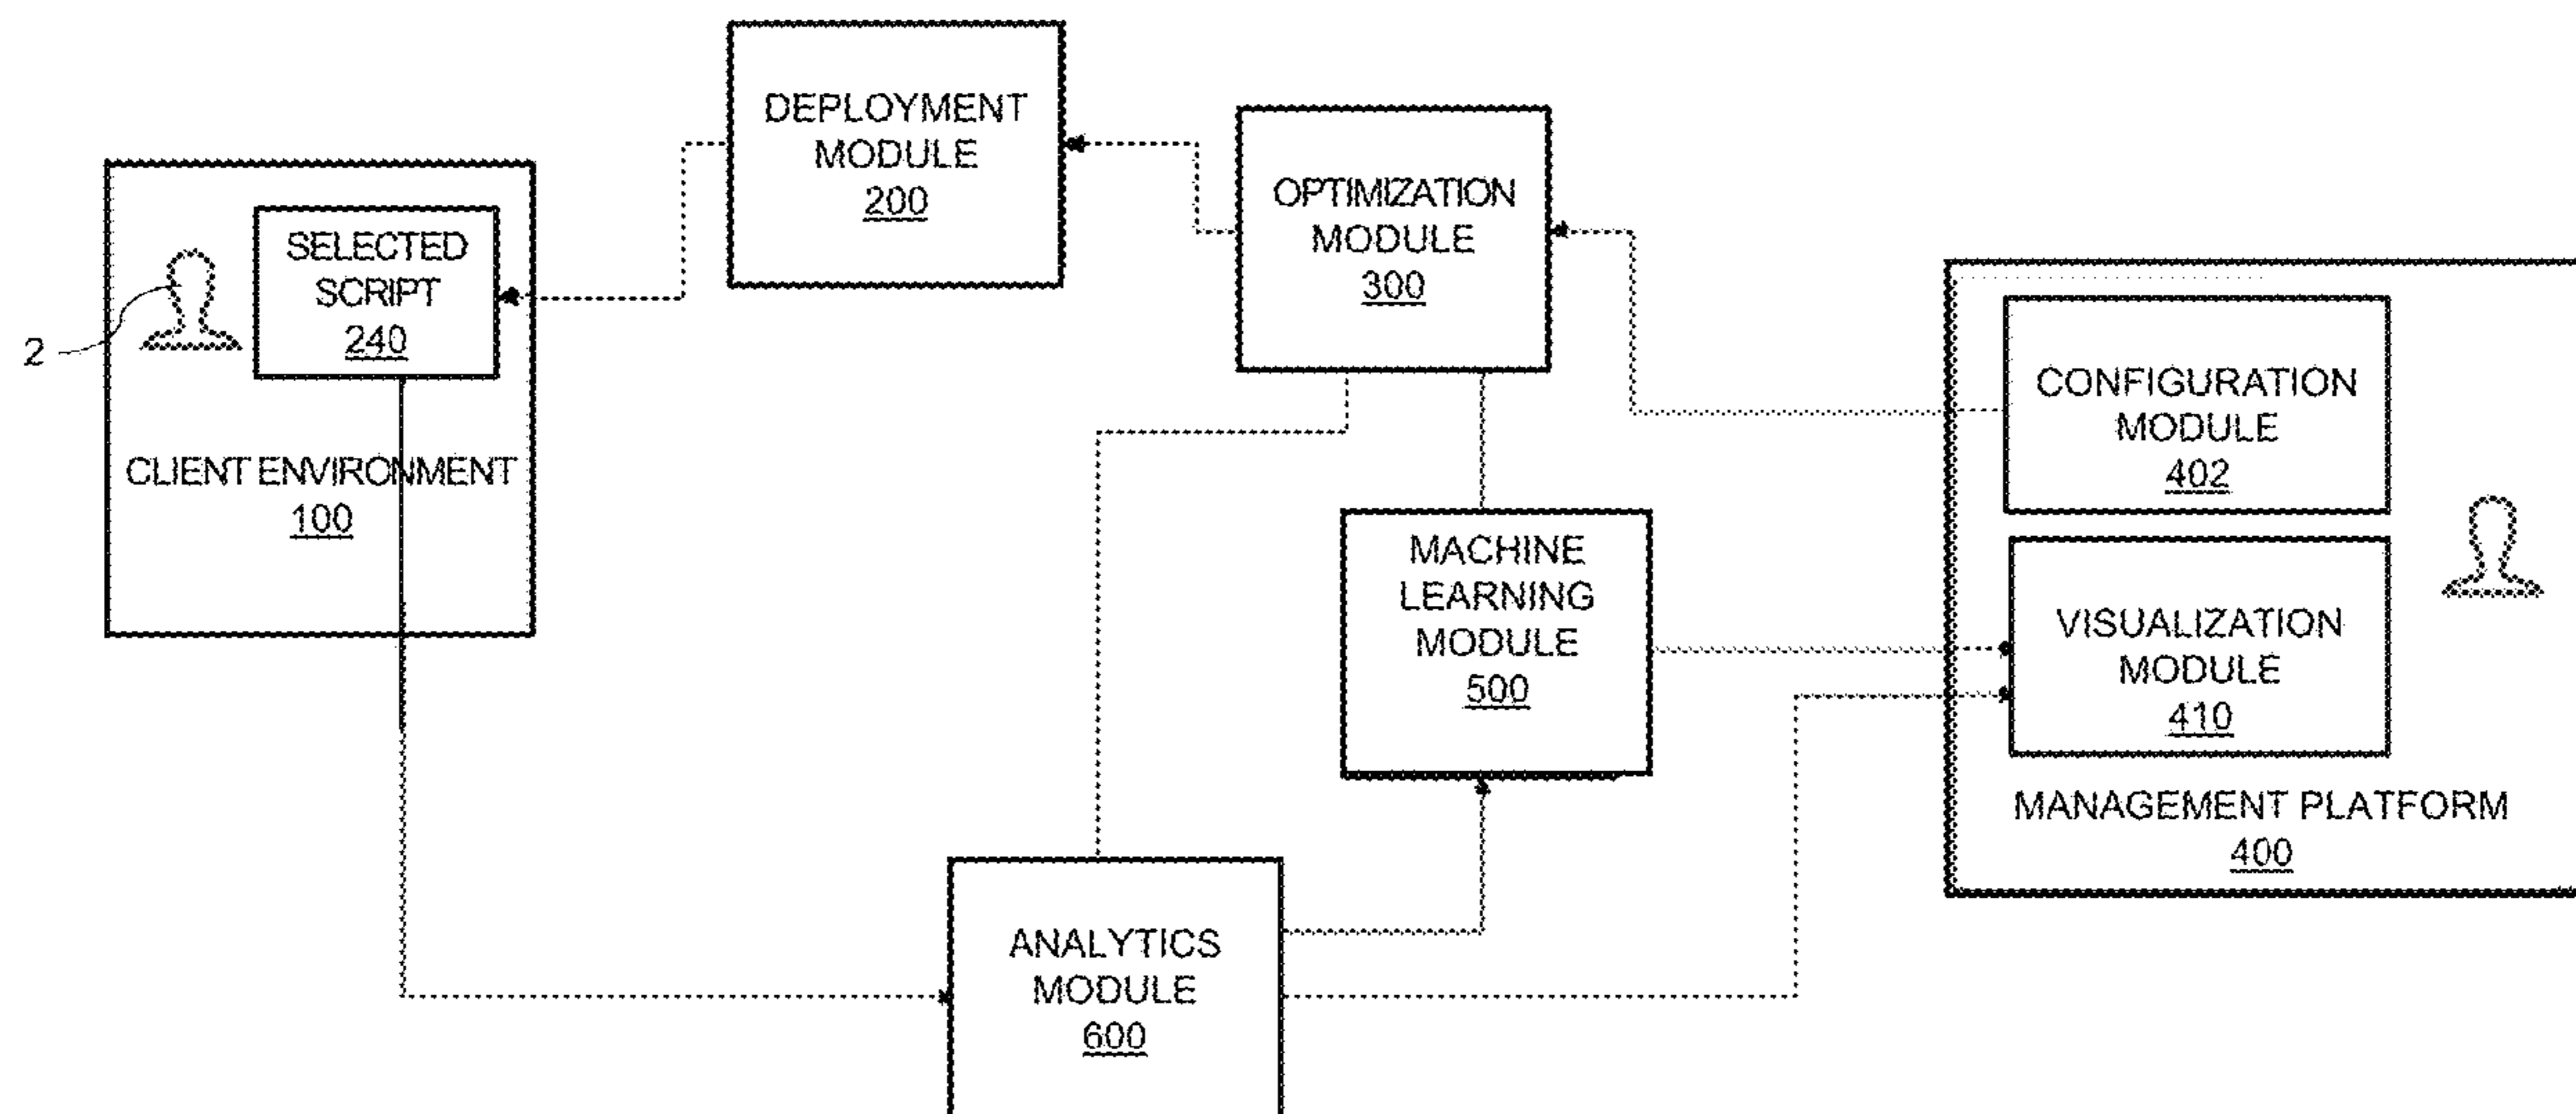 DEPLOYMENT
MODULE
200
OPTIMIZATION
MODULE
300
SELECTED
SCRIPT
240
2
CLIENT ENVIRONMENT
100
CONFIGURATION
MODULE
402
MACHINE
LEARNING
MODULE
500
VISUALIZATION
MODULE
410
MANAGEMENT PLATFORM
400
ANALYTICS
MODULE
600